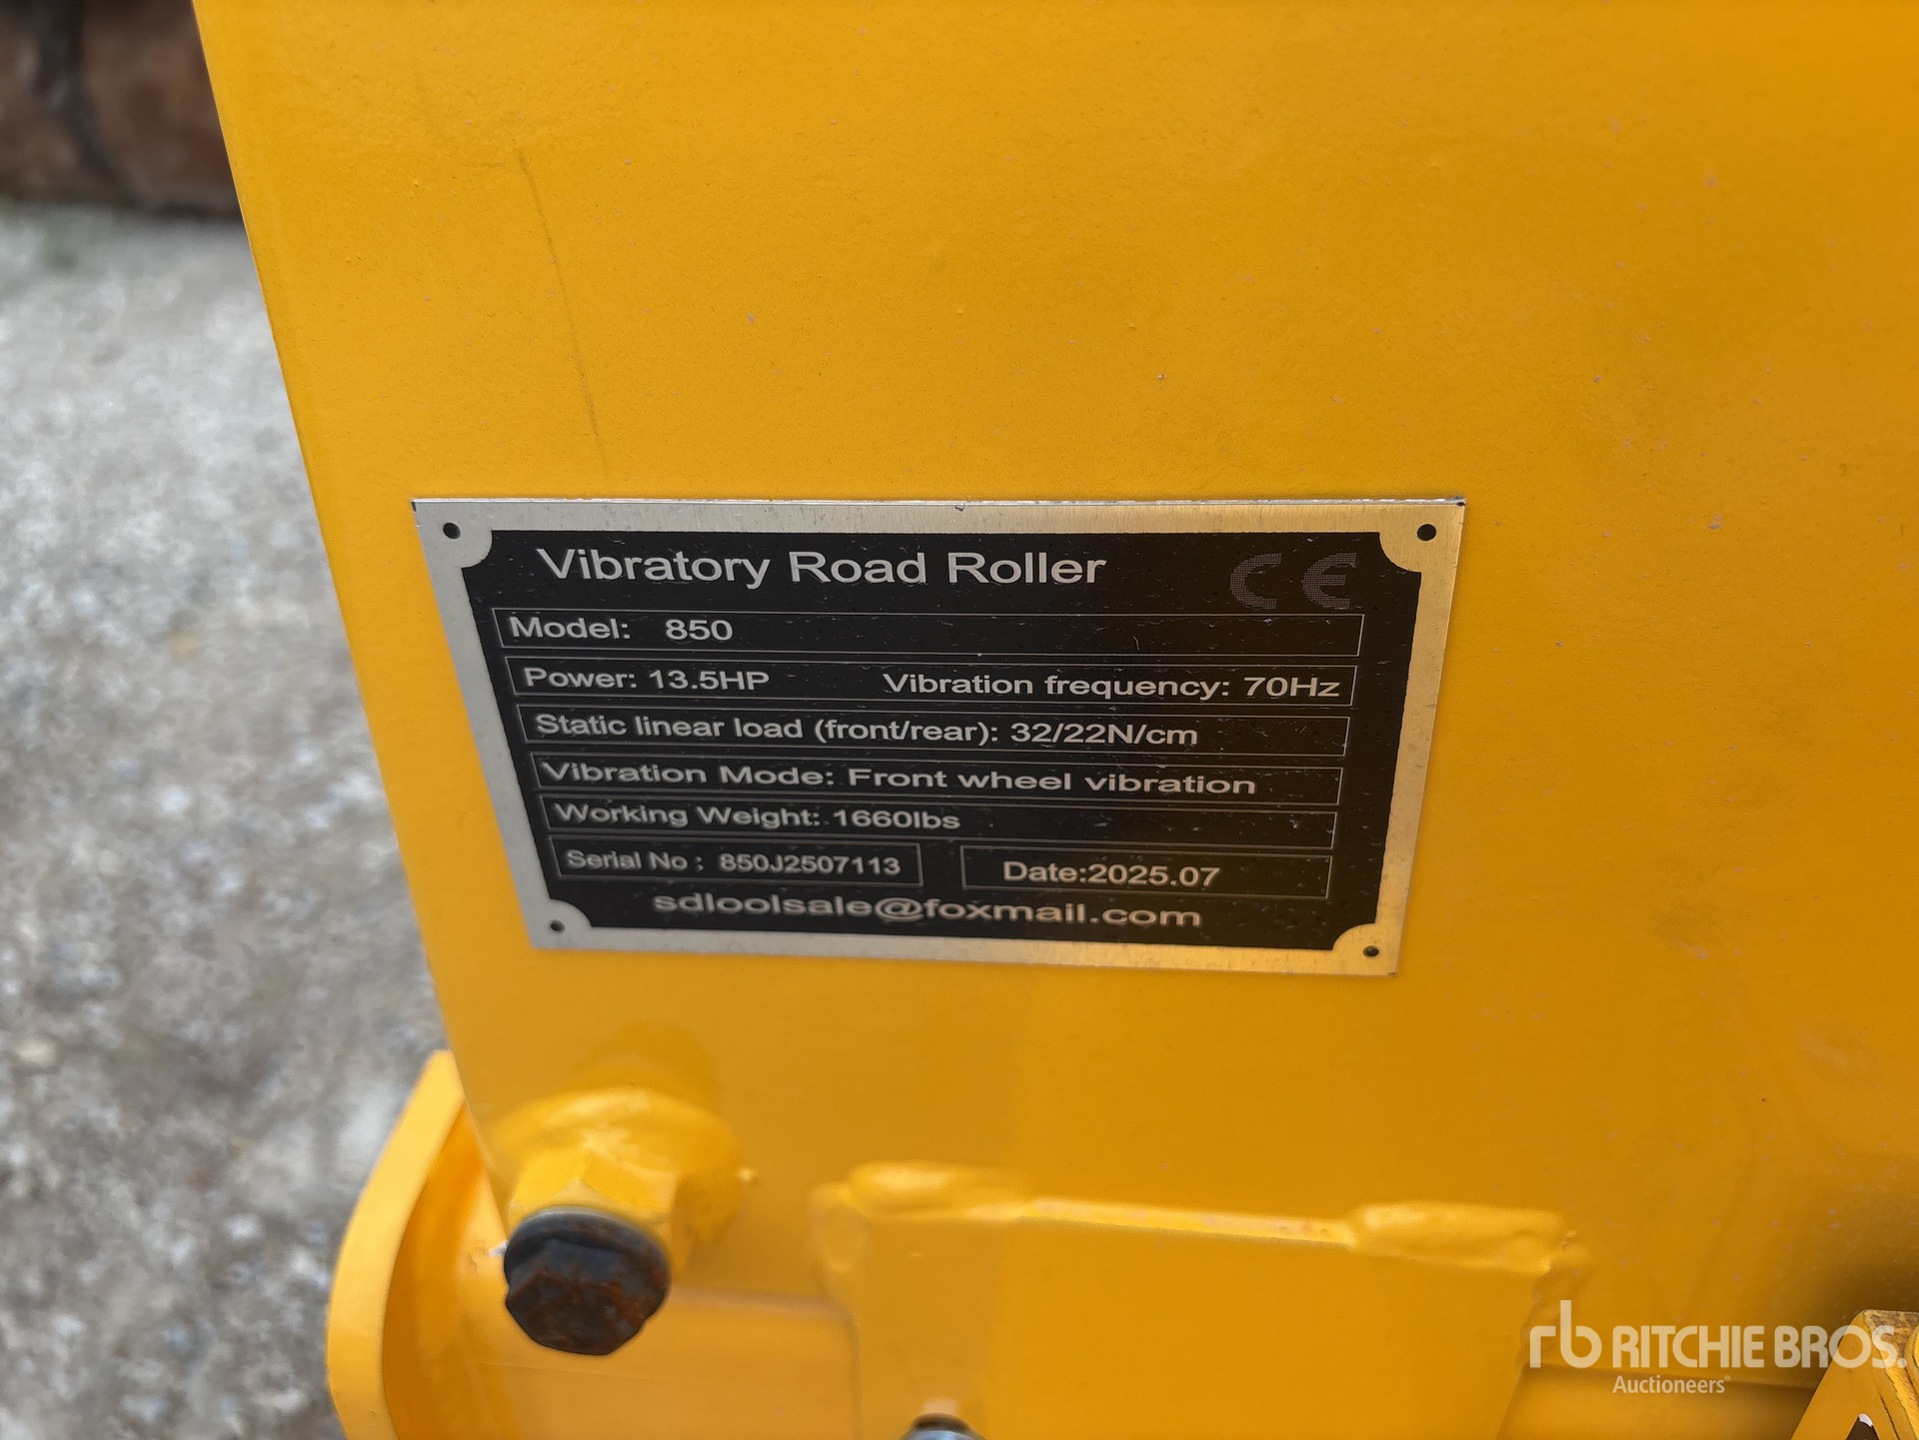 Vibratory Road Roller CE
Model: 850
Power: 13.5HP Vibration frequency: 70Hz
Static linear load (front/rear): 32/22N/cm
Vibration Mode: Front wheel vibration
Working Weight: 1660lbs
Serial No : 850J2507113 Date:2025.07
sdloolsale@foxmail.com
rb RITCHIE BROS.
Auctioneers